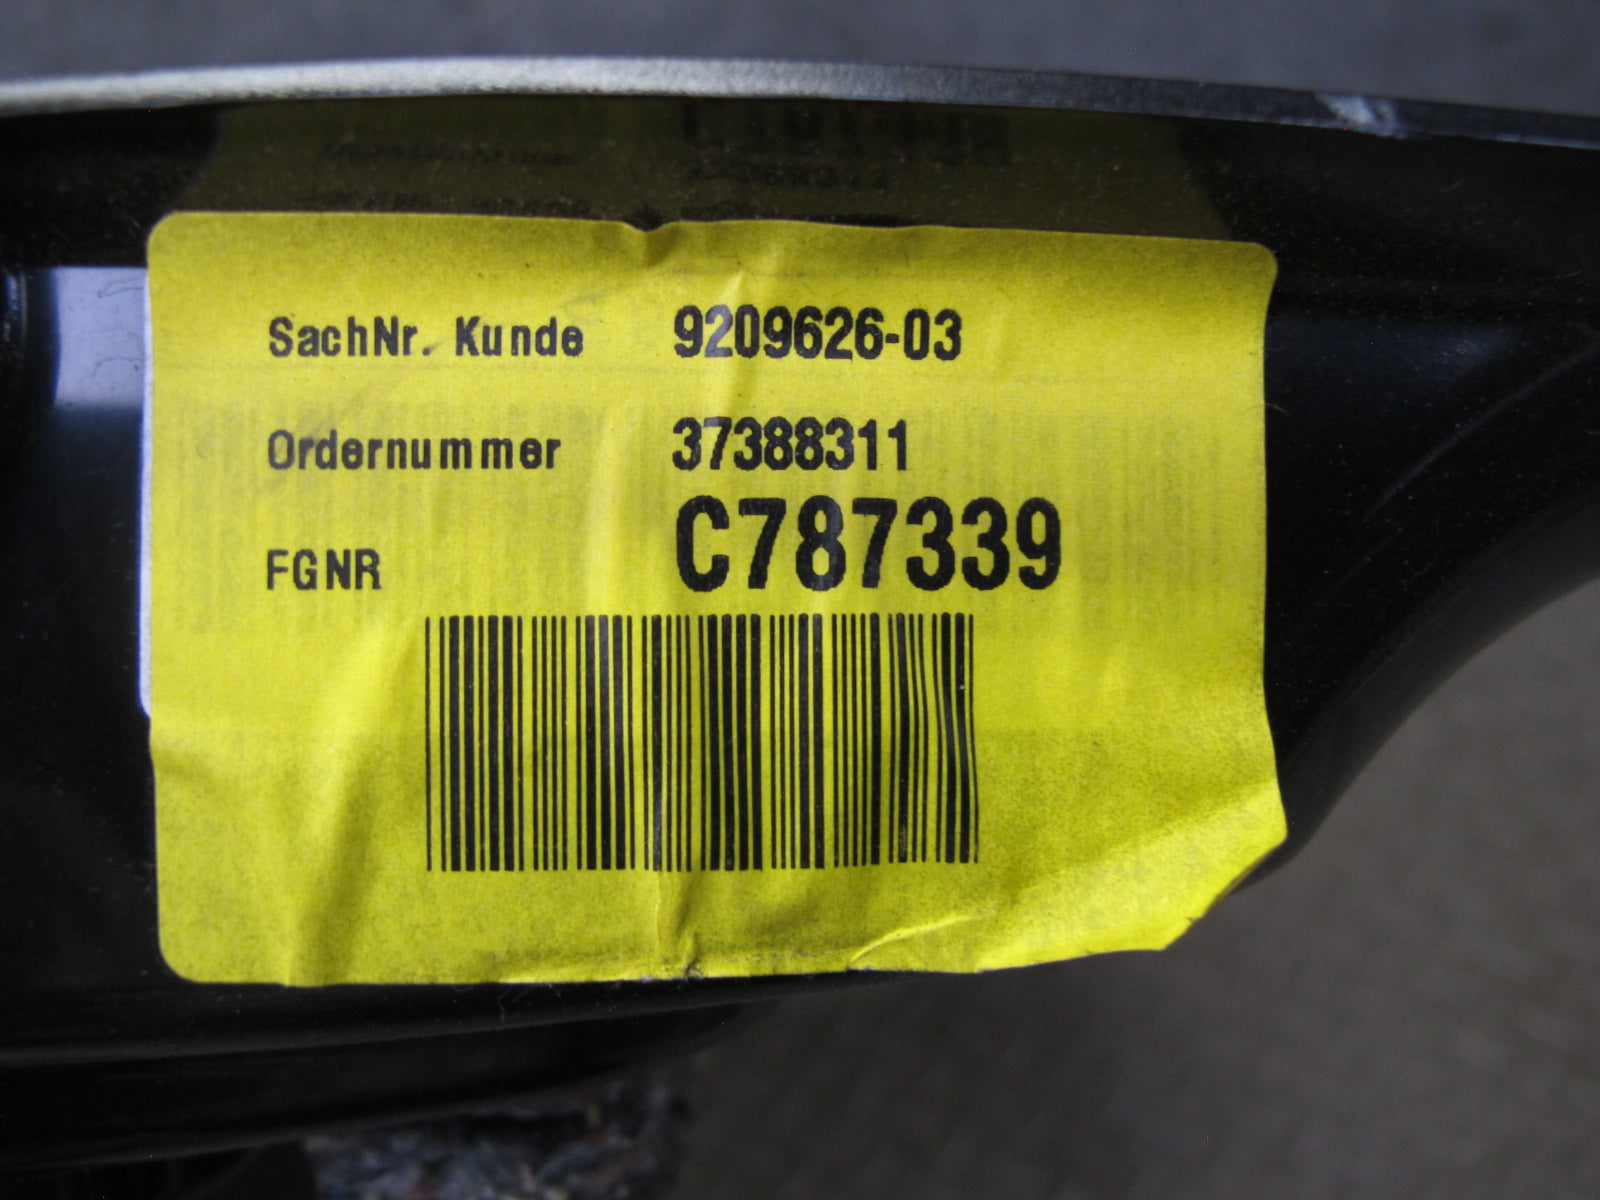 SachNr. Kunde 9209626-03
Ordernummer 37388311
FGNR C787339